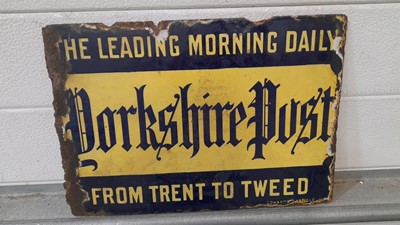 THE LEADING MORNING DAILY
Yorkshire Post
FROM TRENT TO TWEED